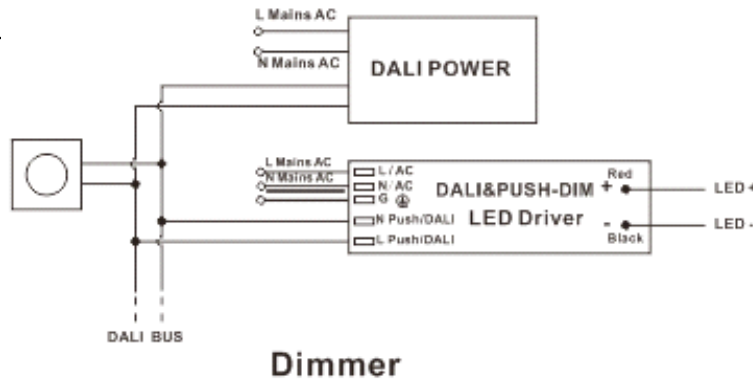 L Mains AC
N Mains AC
DALI POWER
L Mains AC
N Mains AC
L / AC
N/ AC
G
N Push/DALI
L Push/DALI
DALI&PUSH-DIM
LED Driver
Red
+
-
Black
LED +
LED -
DALI BUS
Dimmer